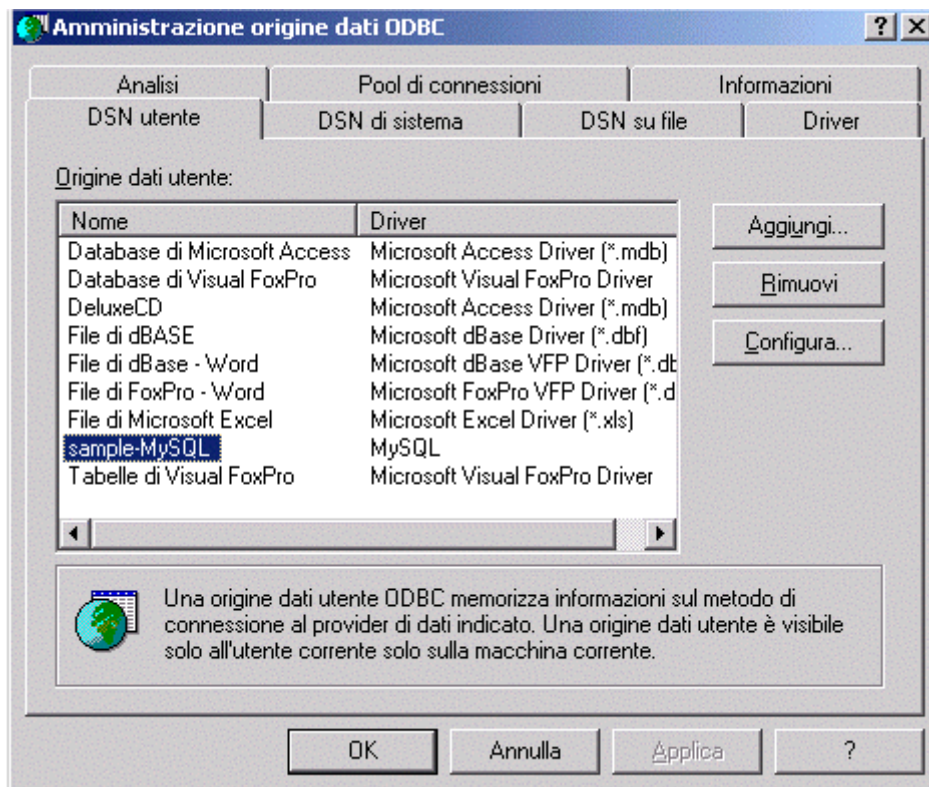 Amministrazione origine dati ODBC
Analisi Pool di connessioni Informazioni
DSN utente DSN di sistema DSN su file Driver
Origine dati utente:
Nome Driver
Database di Microsoft Access Microsoft Access Driver (*.mdb)
Database di Visual FoxPro Microsoft Visual FoxPro Driver
DeluxeCD Microsoft Access Driver (*.mdb)
File di dBASE Microsoft dBase Driver (*.dbf)
File di dBase - Word Microsoft dBase VFP Driver (*.db
File di FoxPro - Word Microsoft FoxPro VFP Driver (*.d
File di Microsoft Excel Microsoft Excel Driver (*.xls)
sample-MySQL MySQL
Tabelle di Visual FoxPro Microsoft Visual FoxPro Driver
Aggiungi...
Rimuovi
Configura...
Una origine dati utente ODBC memorizza informazioni sul metodo di
connessione al provider di dati indicato. Una origine dati utente è visibile
solo all'utente corrente solo sulla macchina corrente.
OK Annulla Applica ?